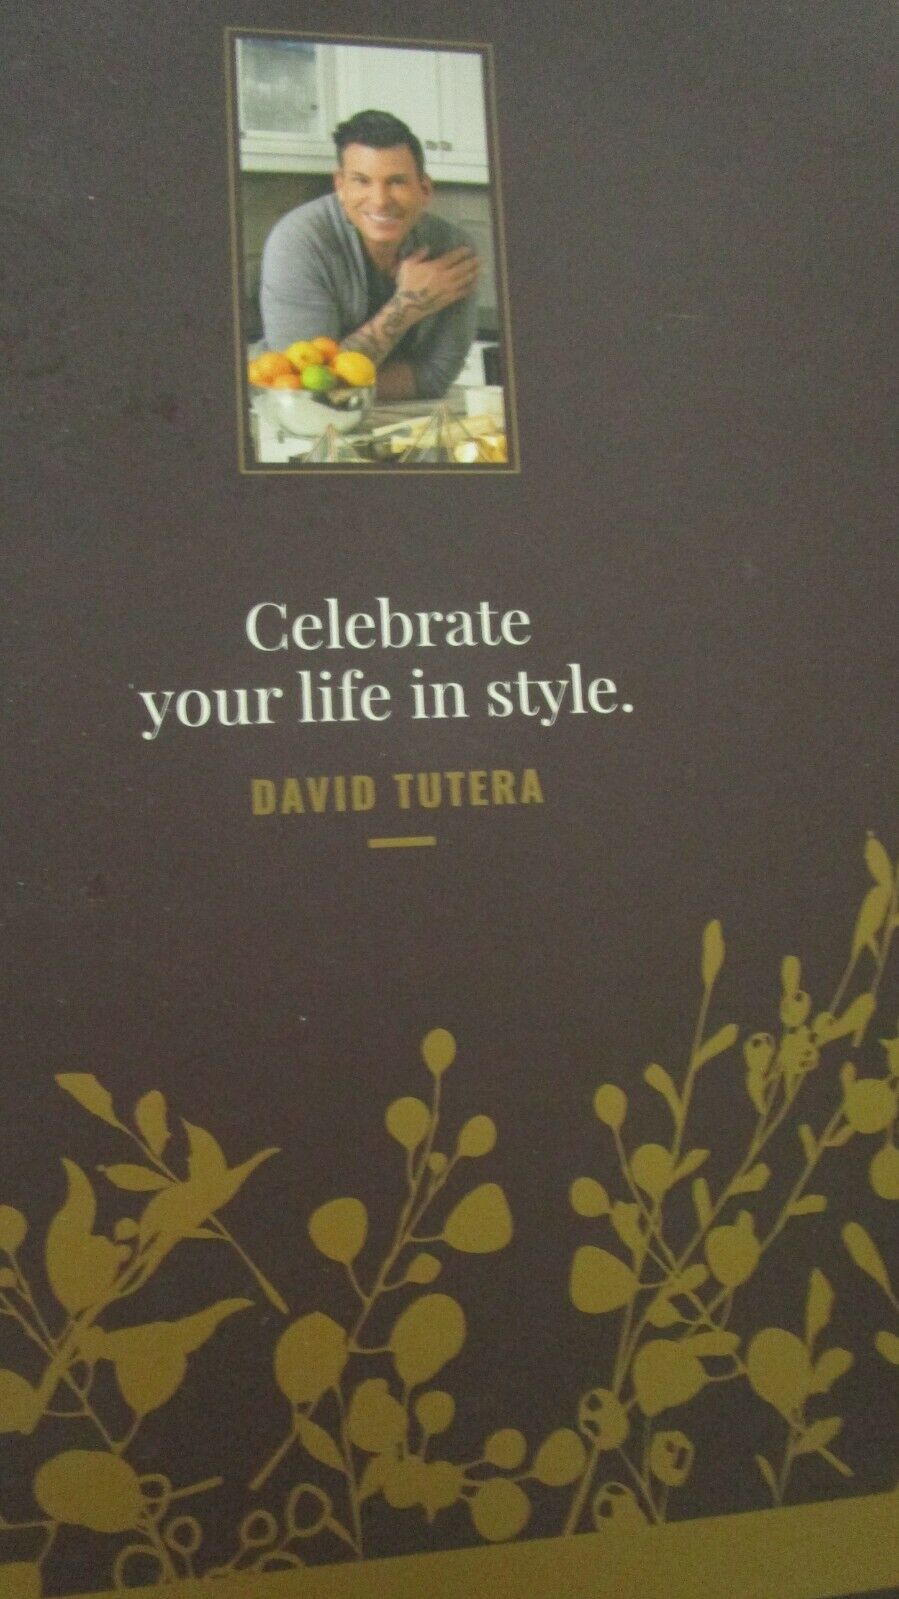 Celebrate
your life in style.
DAVID TUTERA